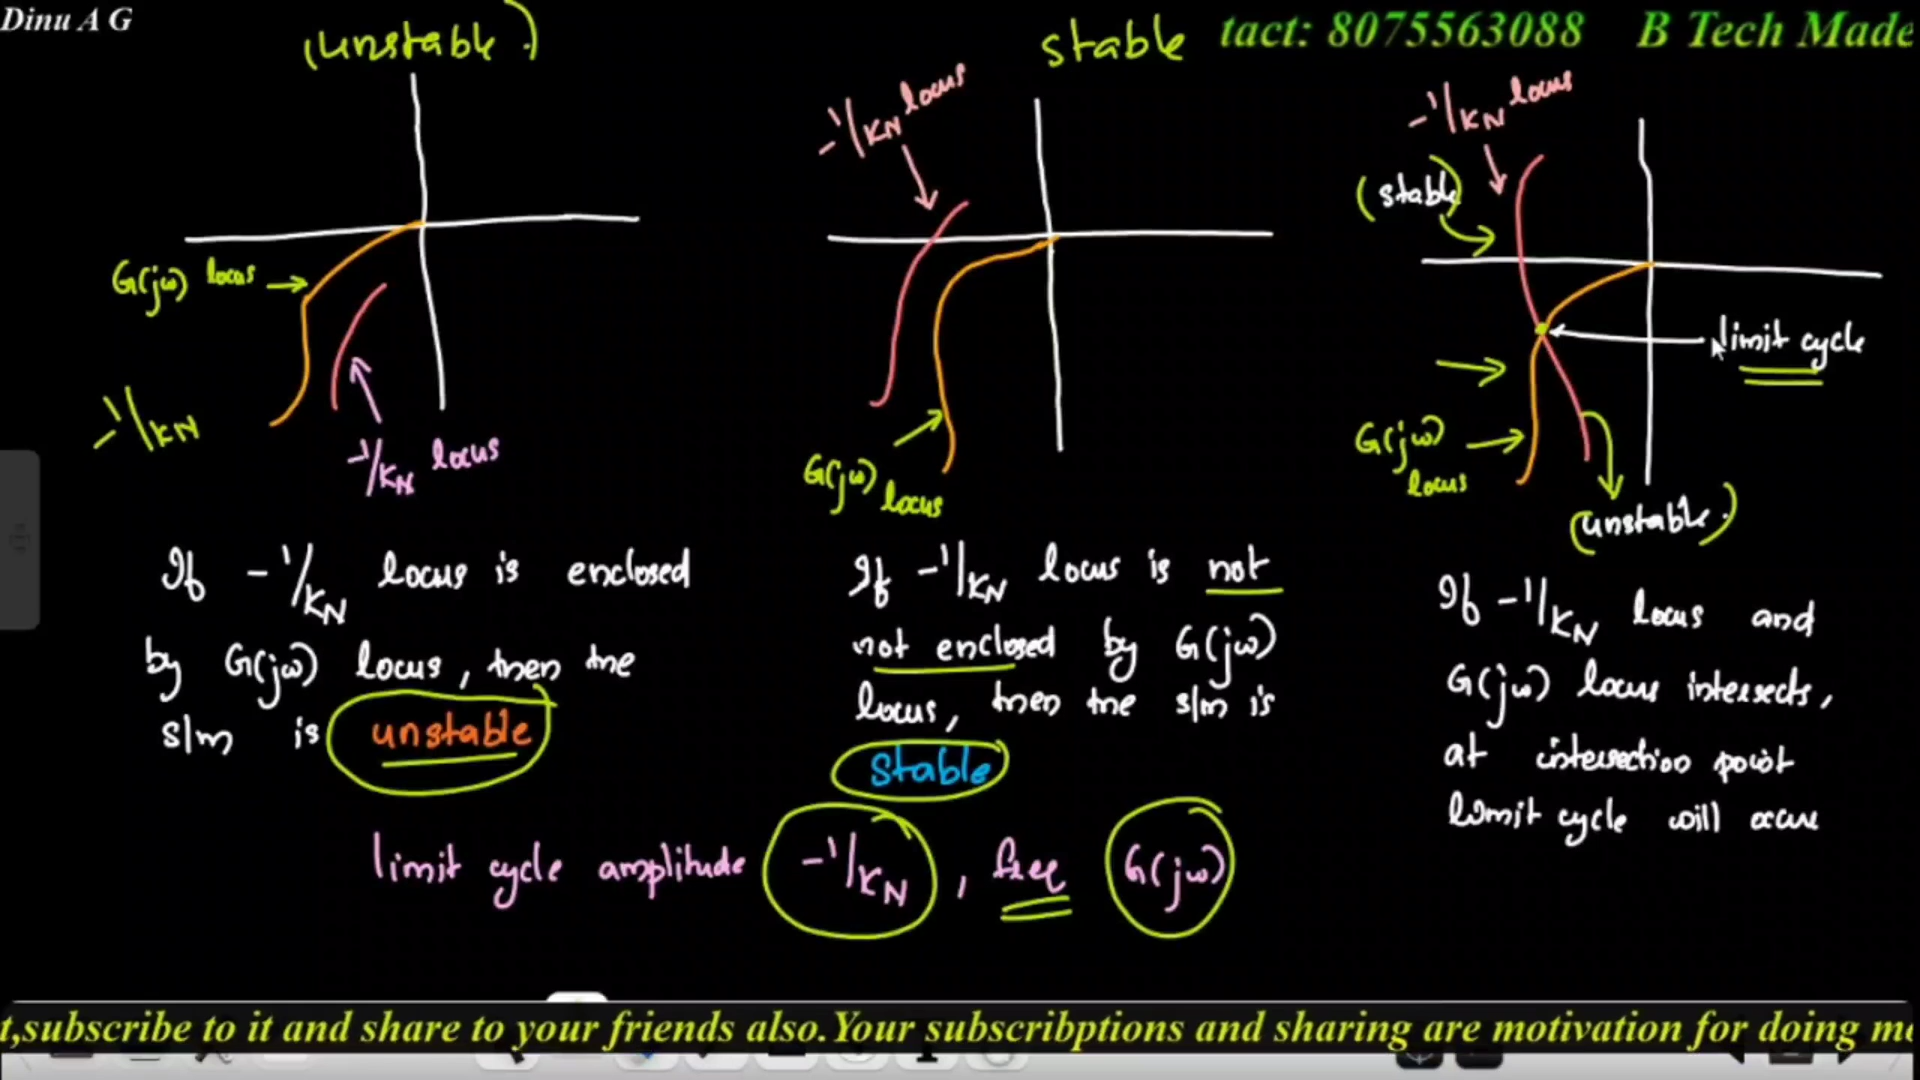 Dinu A G
tact: 8075563088 B Tech Made
(unstable.)
G(jω) locus
-1/KN
-1/KN locus
If -1/KN locus is enclosed
by G(jω) locus, then the
s/m is unstable
stable
-1/KN locus
G(jω) locus
If -1/KN locus is not
not enclosed by G(jω)
locus, then the s/m is
stable
-1/KN locus
(stable)
limit cycle
G(jω)
locus
(unstable.)
If -1/KN locus and
G(jω) locus intersects,
at intersection point
limit cycle will occur
limit cycle amplitude -1/KN, freq G(jω)
t,subscribe to it and share to your friends also.Your subscribptions and sharing are motivation for doing mo